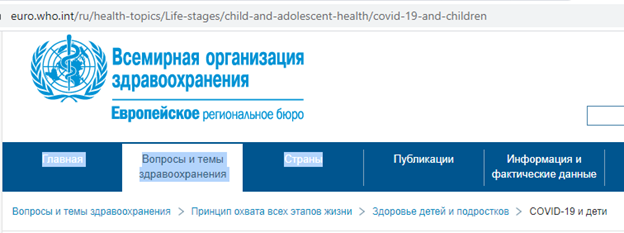 euro.who.int/ru/health-topics/Life-stages/child-and-adolescent-health/covid-19-and-children
Всемирная организация
здравоохранения
Европейское региональное бюро
Главная
Вопросы и темы
здравоохранения
Страны
Публикации
Информация и
фактические данные
Вопросы и темы здравоохранения > Принцип охвата всех этапов жизни > Здоровье детей и подростков > COVID-19 и дети